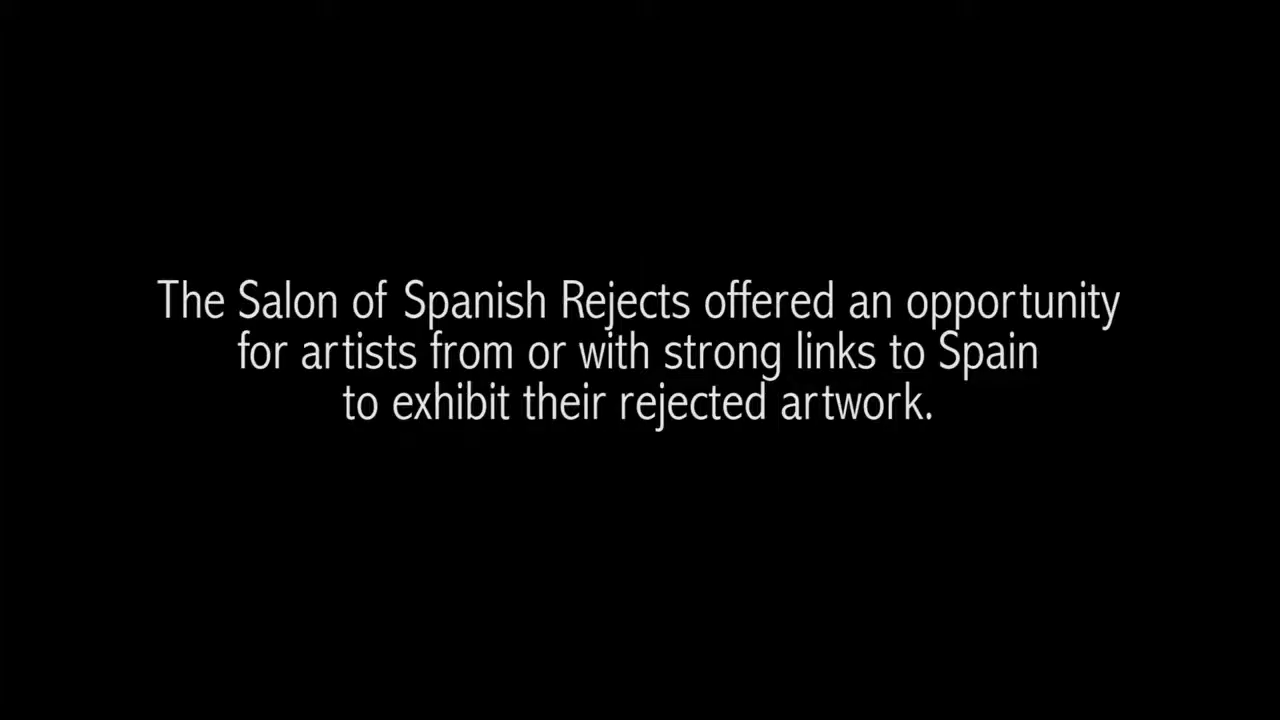 The Salon of Spanish Rejects offered an opportunity
for artists from or with strong links to Spain
to exhibit their rejected artwork.